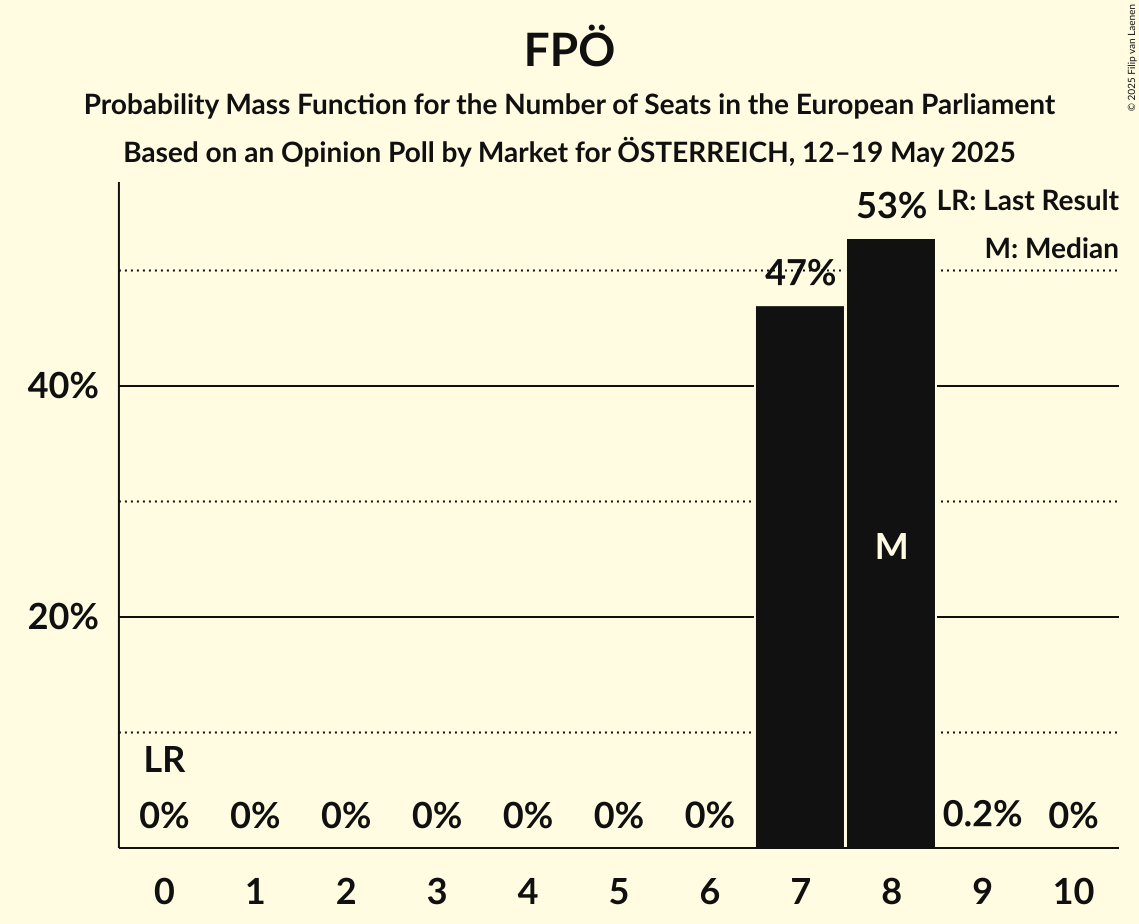 FPÖ
Probability Mass Function for the Number of Seats in the European Parliament
Based on an Opinion Poll by Market for ÖSTERREICH, 12–19 May 2025
© 2025 Filip van Laenen
LR: Last Result
M: Median
53%
47%
40%
20%
M
LR
0% 0% 0% 0% 0% 0% 0% 0.2% 0%
0 1 2 3 4 5 6 7 8 9 10